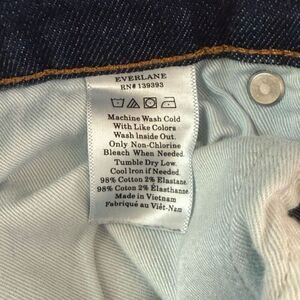 EVERLANE
RN# 139393
Machine Wash Cold
With Like Colors
Wash Inside Out.
Only Non-Chlorine
Bleach When Needed.
Tumble Dry Low.
Cool Iron if Needed.
98% Cotton 2% Elastane
98% Coton 2% Élasthanne
Made in Vietnam
Fabriqué au Việt-Nam